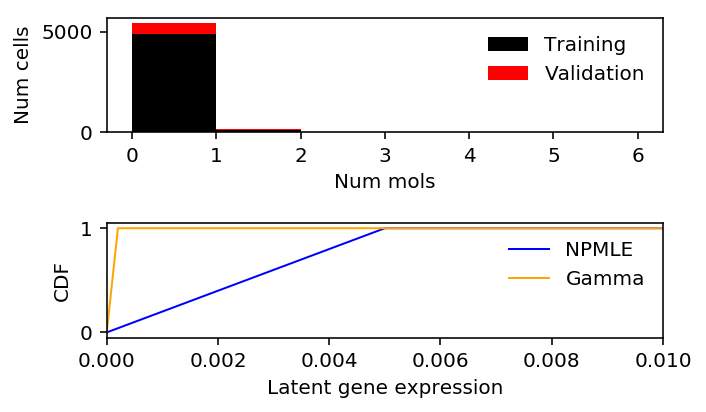 Num cells
5000
0
Training
Validation
0 1 2 3 4 5 6
Num mols
CDF
1
0
NPMLE
Gamma
0.000 0.002 0.004 0.006 0.008 0.010
Latent gene expression